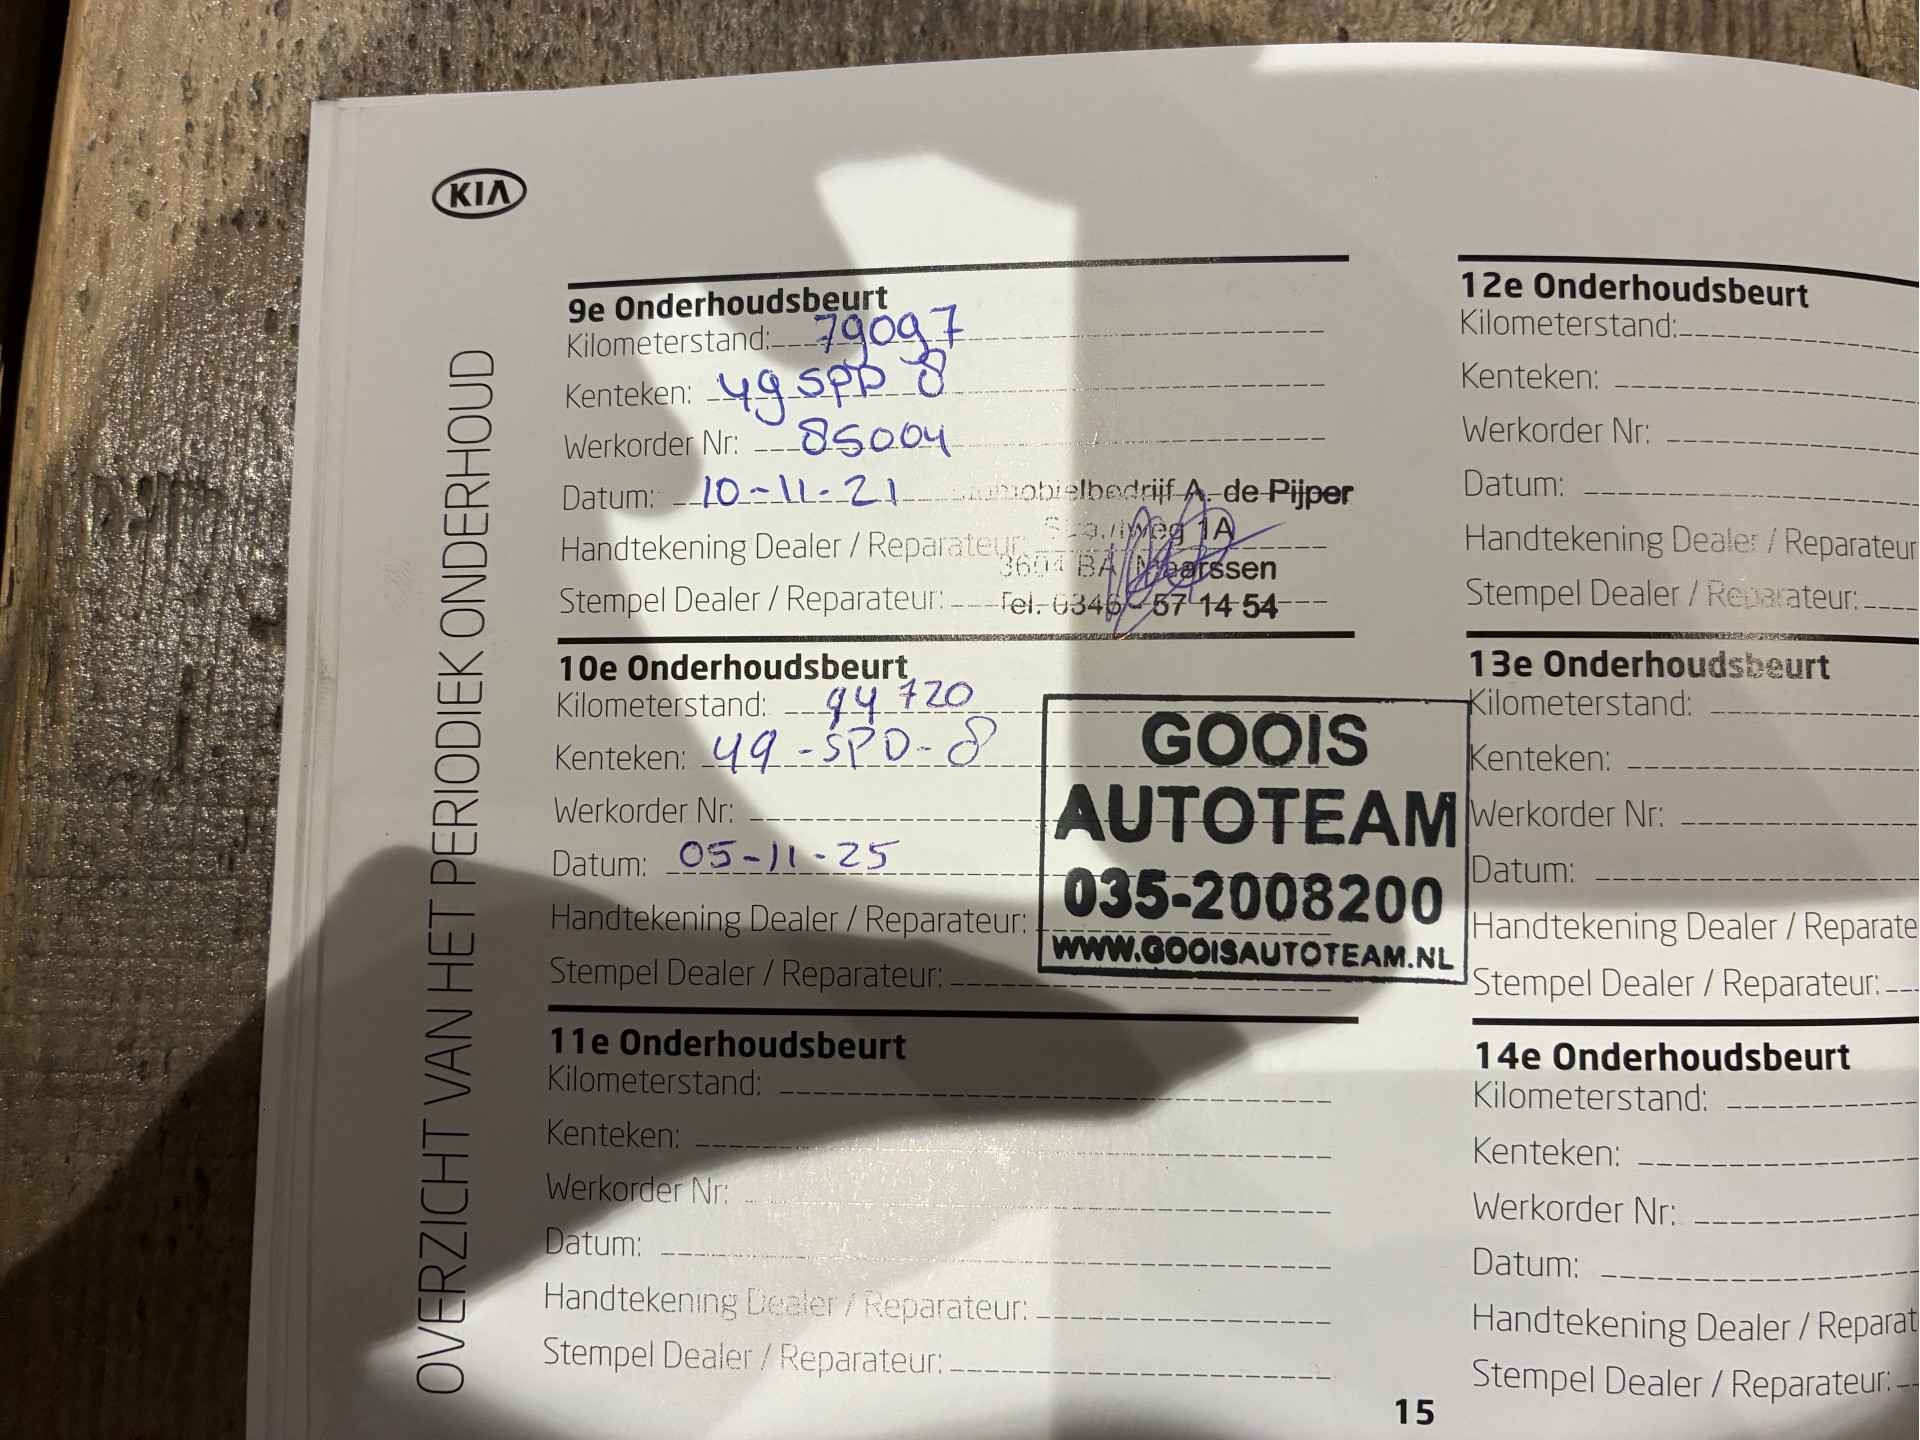 KIA
OVERZICHT VAN HET PERIODIEK ONDERHOUD
9e Onderhoudsbeurt
Kilometerstand: 79097
Kenteken: 49 SPD 8
Werkorder Nr: 85004
Datum: 10-11-21
Handtekening Dealer / Reparateur:
Stempel Dealer / Reparateur:
A. de Pijper
1A
3604 BA Maarssen
Tel. 0346 - 57 14 54
10e Onderhoudsbeurt
Kilometerstand: 94720
Kenteken: 49-SPD-8
Werkorder Nr:
Datum: 05-11-25
Handtekening Dealer / Reparateur:
Stempel Dealer / Reparateur:
GOOIS
AUTOTEAM
035-2008200
WWW.GOOISAUTOTEAM.NL
11e Onderhoudsbeurt
Kilometerstand:
Kenteken:
Werkorder Nr:
Datum:
Handtekening Dealer / Reparateur:
Stempel Dealer / Reparateur:
12e Onderhoudsbeurt
Kilometerstand:
Kenteken:
Werkorder Nr:
Datum:
Handtekening Dealer / Reparateur
Stempel Dealer / Reparateur:
13e Onderhoudsbeurt
Kilometerstand:
Kenteken:
Werkorder Nr:
Datum:
Handtekening Dealer / Reparate
Stempel Dealer / Reparateur:
14e Onderhoudsbeurt
Kilometerstand:
Kenteken:
Werkorder Nr:
Datum:
Handtekening Dealer / Reparat
Stempel Dealer / Reparateur:
15